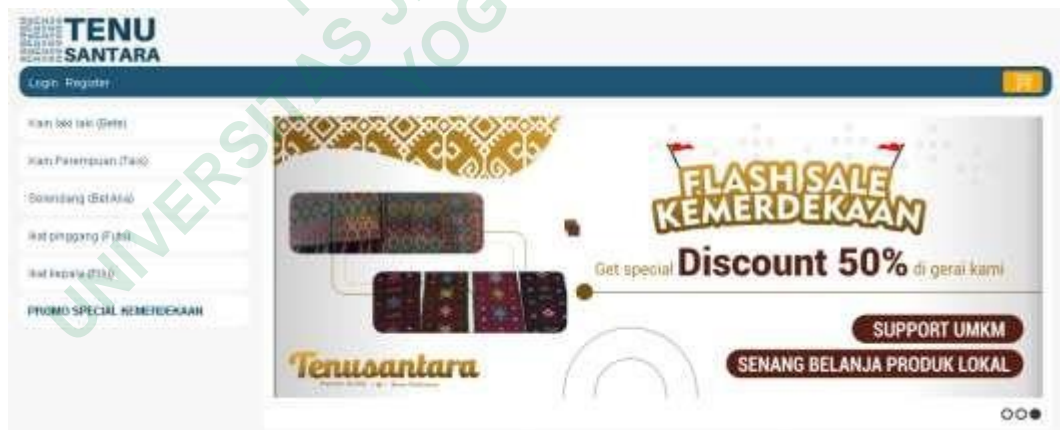 TENU
SANTARA
Login Register
Kain laki laki (Bete)
Kain Perempuan (Tais)
Selendang (Bet Ana)
Ikat pinggang (Futu)
Ikat kepala
PROMO SPECIAL KEMERDEKAAN
FLASH SALE
KEMERDEKAAN
Get special Discount 50% di gerai kami
SUPPORT UMKM
SENANG BELANJA PRODUK LOKAL
Tenusantara
UNIVERSITAS